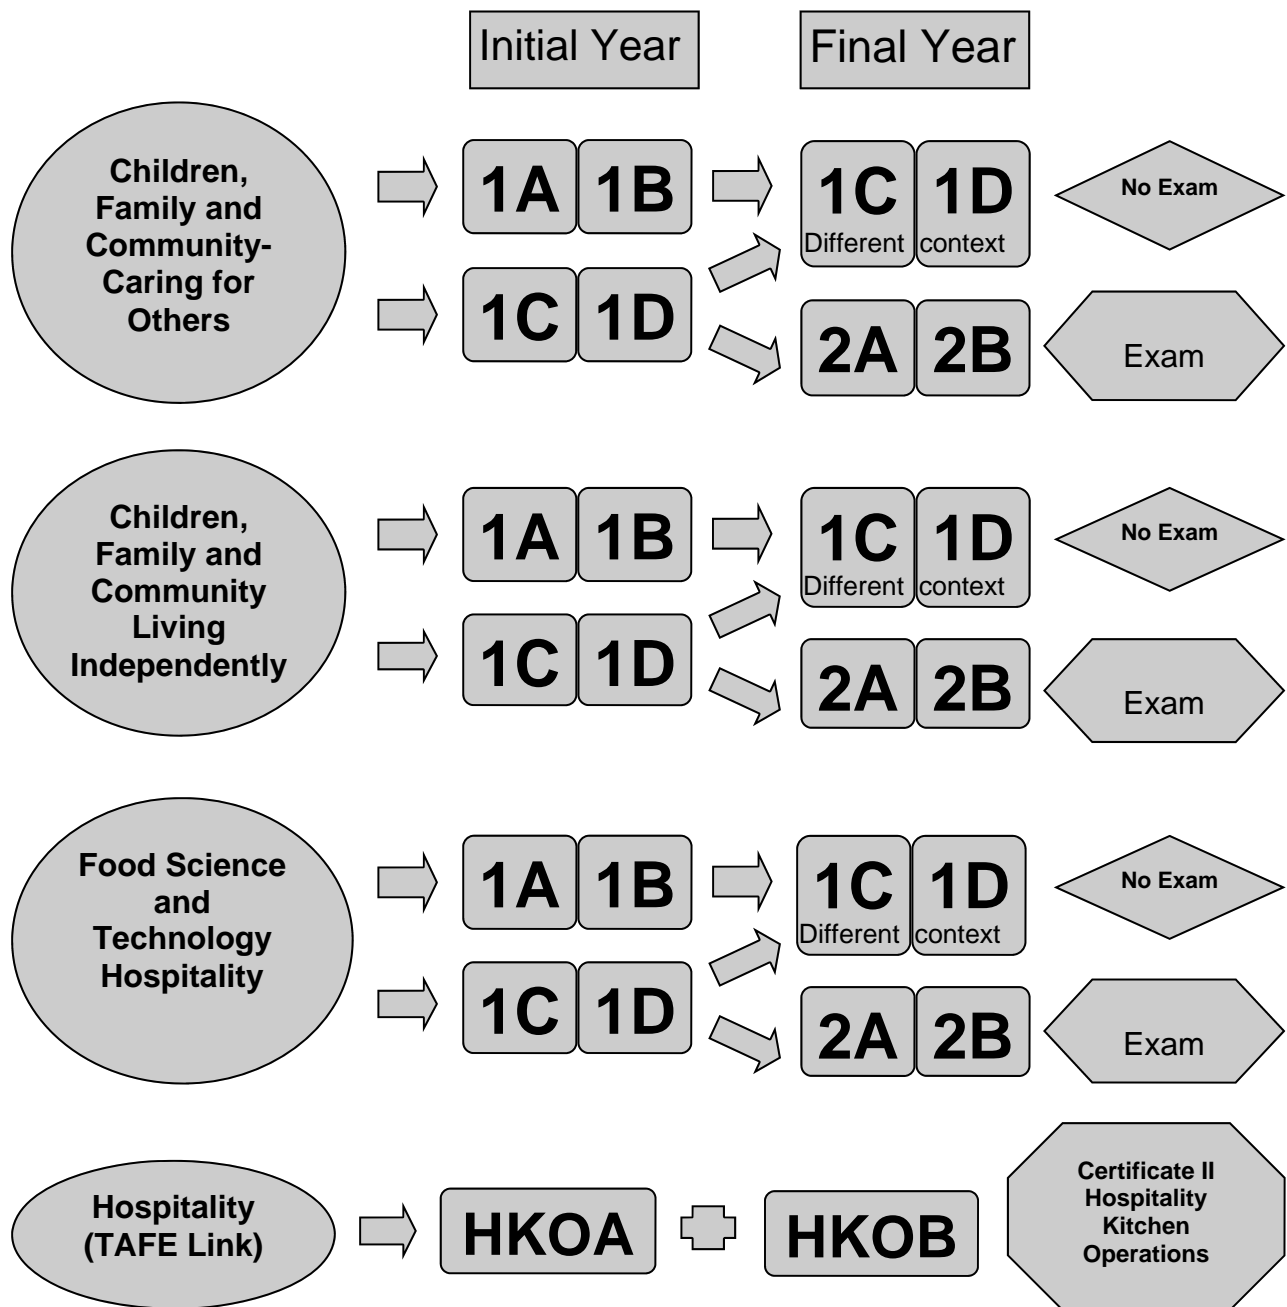 Initial Year
Final Year
Children,
Family and
Community-
Caring for
Others
1A 1B
1C 1D
Different context
No Exam
1C 1D
2A 2B
Exam
Children,
Family and
Community
Living
Independently
1A 1B
1C 1D
Different context
No Exam
1C 1D
2A 2B
Exam
Food Science
and
Technology
Hospitality
1A 1B
1C 1D
Different context
No Exam
1C 1D
2A 2B
Exam
Hospitality
(TAFE Link)
HKOA
HKOB
Certificate II
Hospitality
Kitchen
Operations